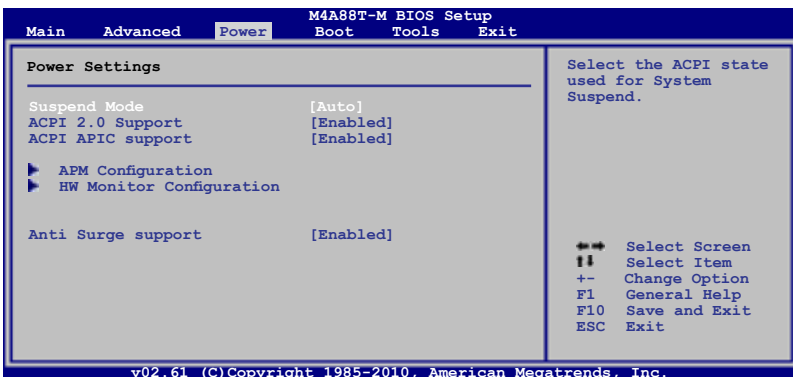 M4A88T-M BIOS Setup
Main Advanced Power Boot Tools Exit
Power Settings
Suspend Mode [Auto]
ACPI 2.0 Support [Enabled]
ACPI APIC support [Enabled]
APM Configuration
HW Monitor Configuration
Anti Surge support [Enabled]
Select the ACPI state
used for System
Suspend.
Select Screen
Select Item
+- Change Option
F1 General Help
F10 Save and Exit
ESC Exit
v02.61 (C)Copyright 1985-2010, American Megatrends, Inc.